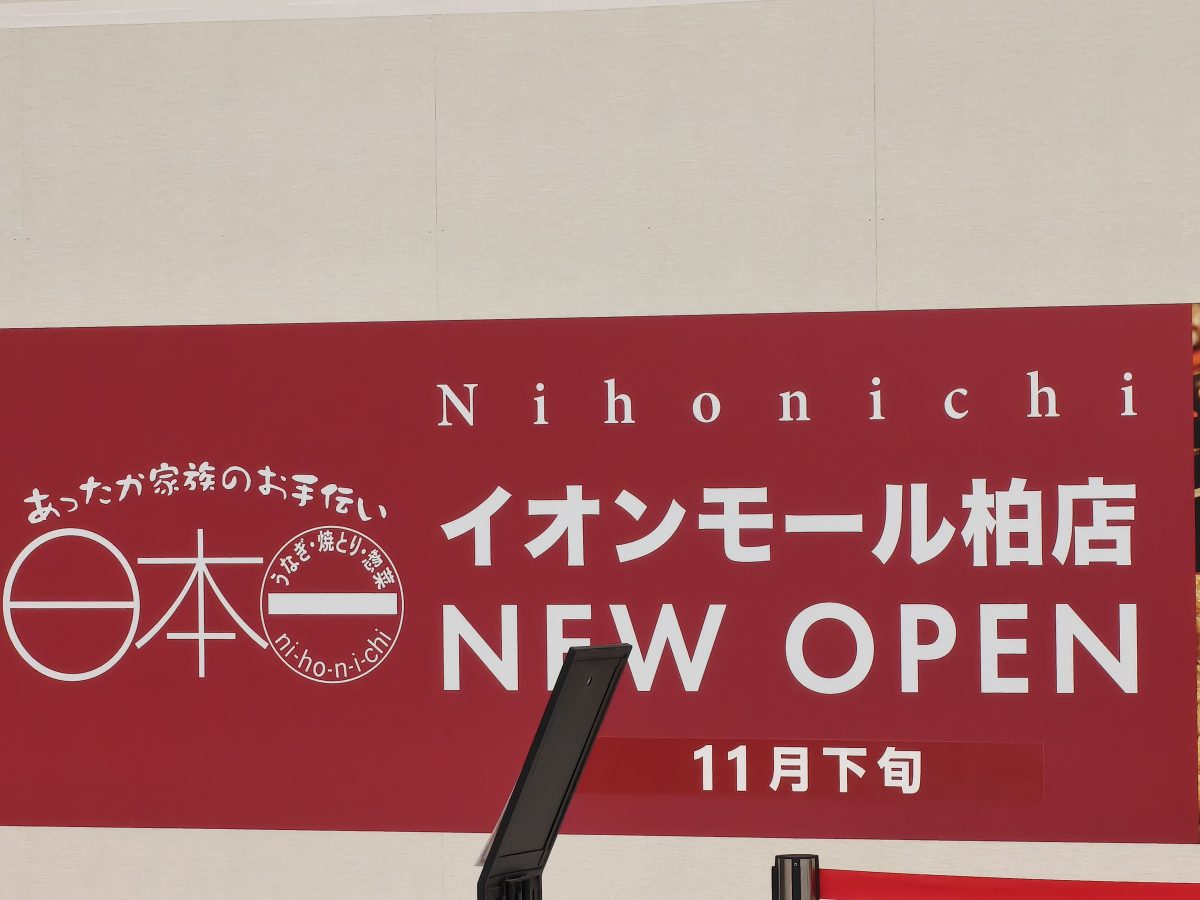 あったか家族のお手伝い
日本一
うなぎ・焼とり・惣菜
ni-ho-n-i-chi
Nihonichi
イオンモール柏店
NEW OPEN
11月下旬